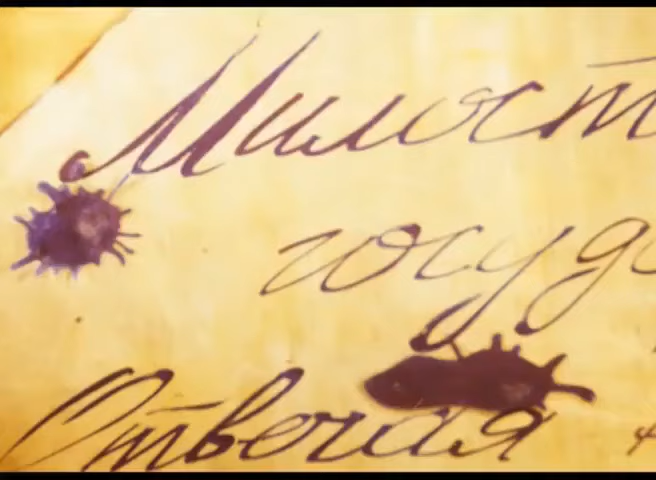 Милост
госуд
Отвечая